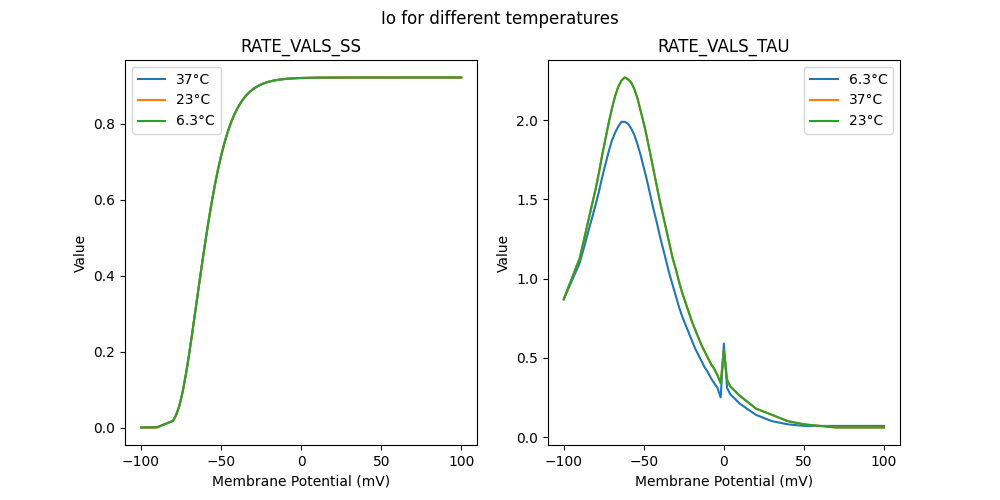 Io for different temperatures
RATE_VALS_SS
37°C
23°C
6.3°C
Value
0.8
0.6
0.4
0.2
0.0
−100
−50
0
50
100
Membrane Potential (mV)
RATE_VALS_TAU
6.3°C
37°C
23°C
Value
2.0
1.5
1.0
0.5
0.0
−100
−50
0
50
100
Membrane Potential (mV)